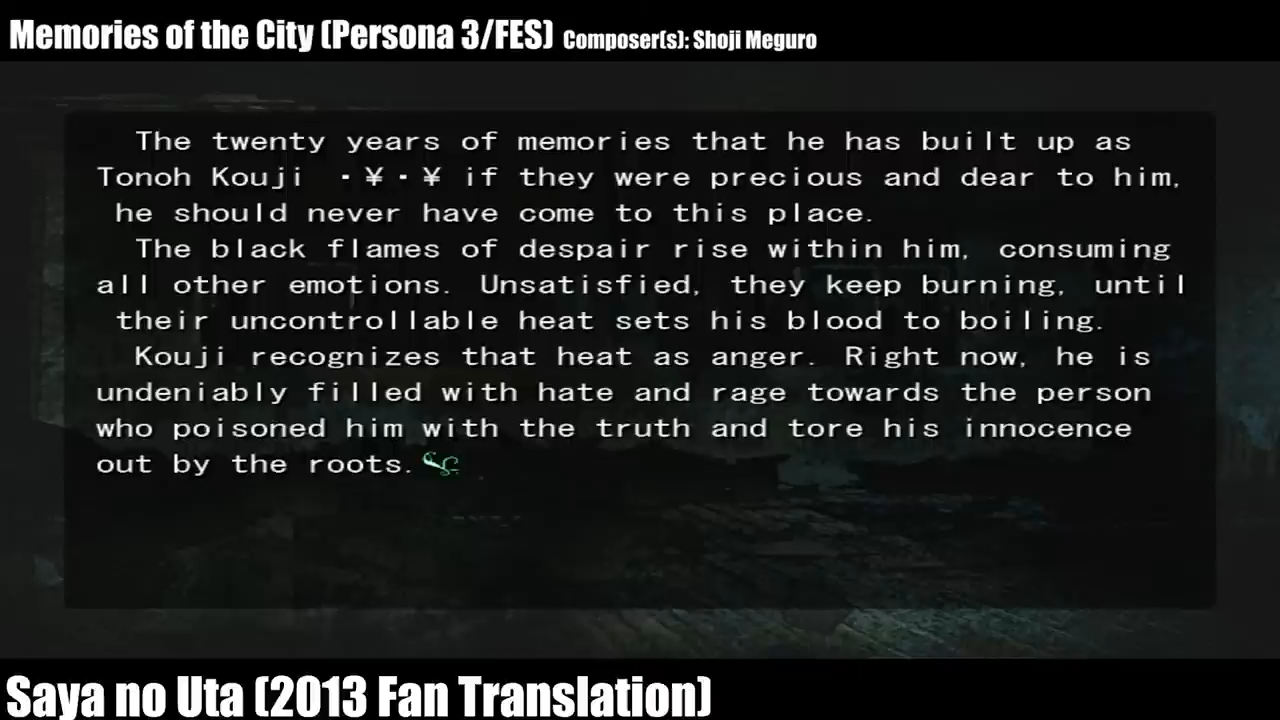 Memories of the City (Persona 3/FES) Composer(s): Shoji Meguro
The twenty years of memories that he has built up as
Tonoh Kouji ・¥・¥ if they were precious and dear to him,
he should never have come to this place.
The black flames of despair rise within him, consuming
all other emotions. Unsatisfied, they keep burning, until
their uncontrollable heat sets his blood to boiling.
Kouji recognizes that heat as anger. Right now, he is
undeniably filled with hate and rage towards the person
who poisoned him with the truth and tore his innocence
out by the roots.
Saya no Uta (2013 Fan Translation)